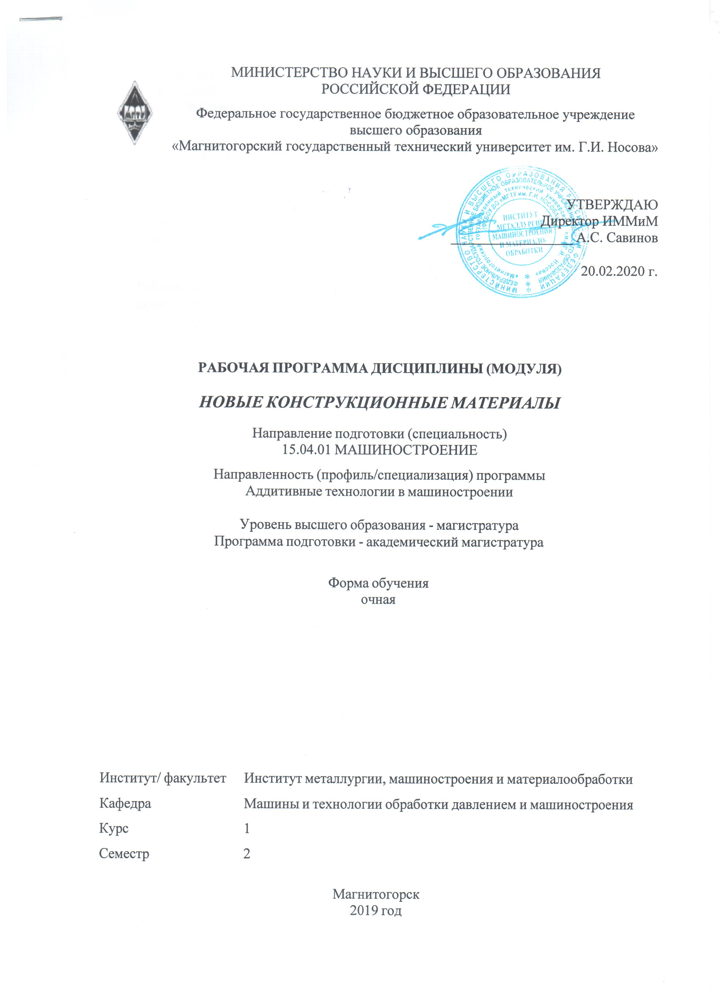 МИНИСТЕРСТВО НАУКИ И ВЫСШЕГО ОБРАЗОВАНИЯ
РОССИЙСКОЙ ФЕДЕРАЦИИ
Федеральное государственное бюджетное образовательное учреждение
высшего образования
«Магнитогорский государственный технический университет им. Г.И. Носова»
УТВЕРЖДАЮ
Директор ИММиМ
А.С. Савинов
20.02.2020 г.
МИНИСТЕРСТВО НАУКИ И ВЫСШЕГО ОБРАЗОВАНИЯ РОССИЙСКОЙ ФЕДЕРАЦИИ
ФЕДЕРАЛЬНОЕ ГОСУДАРСТВЕННОЕ БЮДЖЕТНОЕ ОБРАЗОВАТЕЛЬНОЕ УЧРЕЖДЕНИЕ ВЫСШЕГО ОБРАЗОВАНИЯ
«Магнитогорский государственный технический университет им. Г.И. Носова»
(ФГБОУ ВО «МГТУ им. Г.И. НОСОВА»)
ИНСТИТУТ
МЕТАЛЛУРГИИ
МАШИНОСТРОЕНИЯ
И МАТЕРИАЛО-
ОБРАБОТКИ
РАБОЧАЯ ПРОГРАММА ДИСЦИПЛИНЫ (МОДУЛЯ)
НОВЫЕ КОНСТРУКЦИОННЫЕ МАТЕРИАЛЫ
Направление подготовки (специальность)
15.04.01 МАШИНОСТРОЕНИЕ
Направленность (профиль/специализация) программы
Аддитивные технологии в машиностроении
Уровень высшего образования - магистратура
Программа подготовки - академический магистратура
Форма обучения
очная
Институт/ факультет Институт металлургии, машиностроения и материалообработки
Кафедра Машины и технологии обработки давлением и машиностроения
Курс 1
Семестр 2
Магнитогорск
2019 год